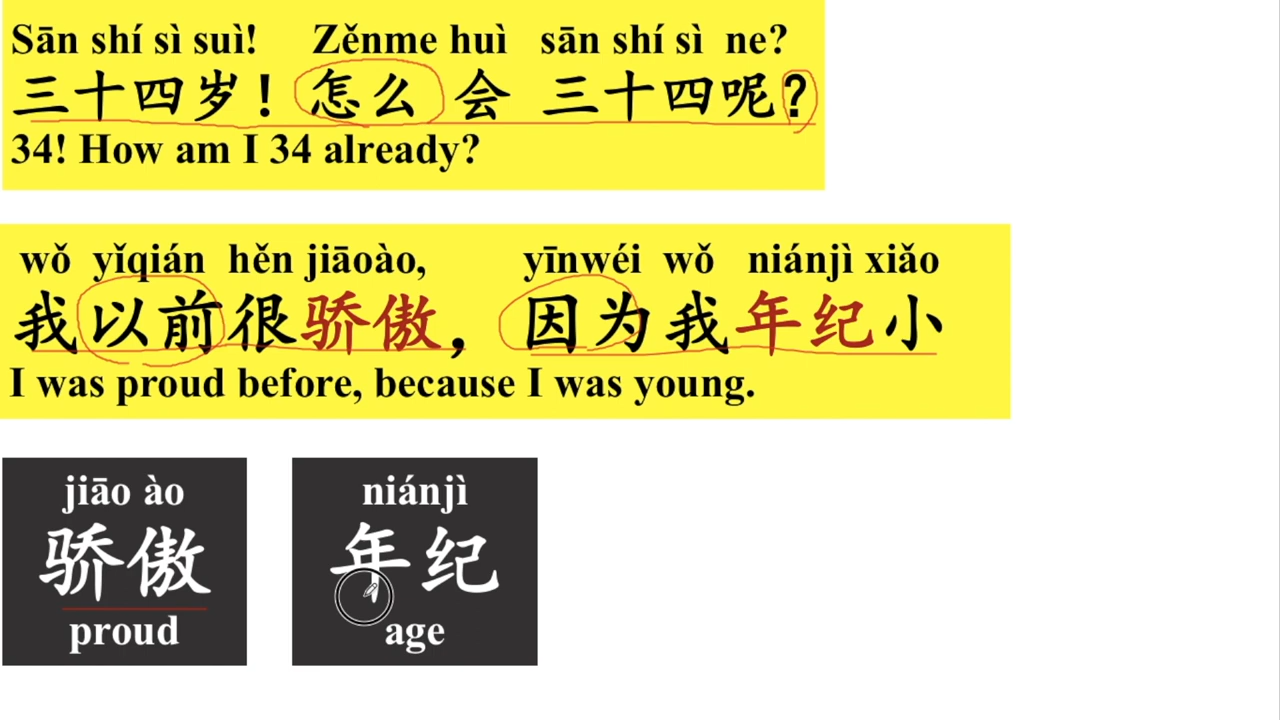 Sān shí sì suì! Zěnme huì sān shí sì ne?
三十四岁！怎么会 三十四呢?
34! How am I 34 already?
wǒ yǐqián hěn jiāoào, yīnwéi wǒ niánjì xiǎo
我以前很骄傲，因为我年纪小
I was proud before, because I was young.
jiāo ào
骄傲
proud
niánjì
年纪
age